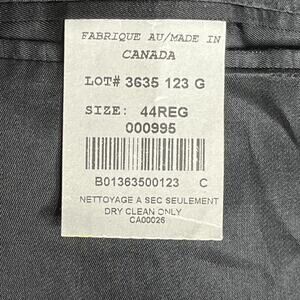 FABRIQUE AU/MADE IN
CANADA
LOT# 3635 123 G
SIZE: 44REG
000995
B01363500123 C
NETTOYAGE A SEC SEULEMENT
DRY CLEAN ONLY
CA00026